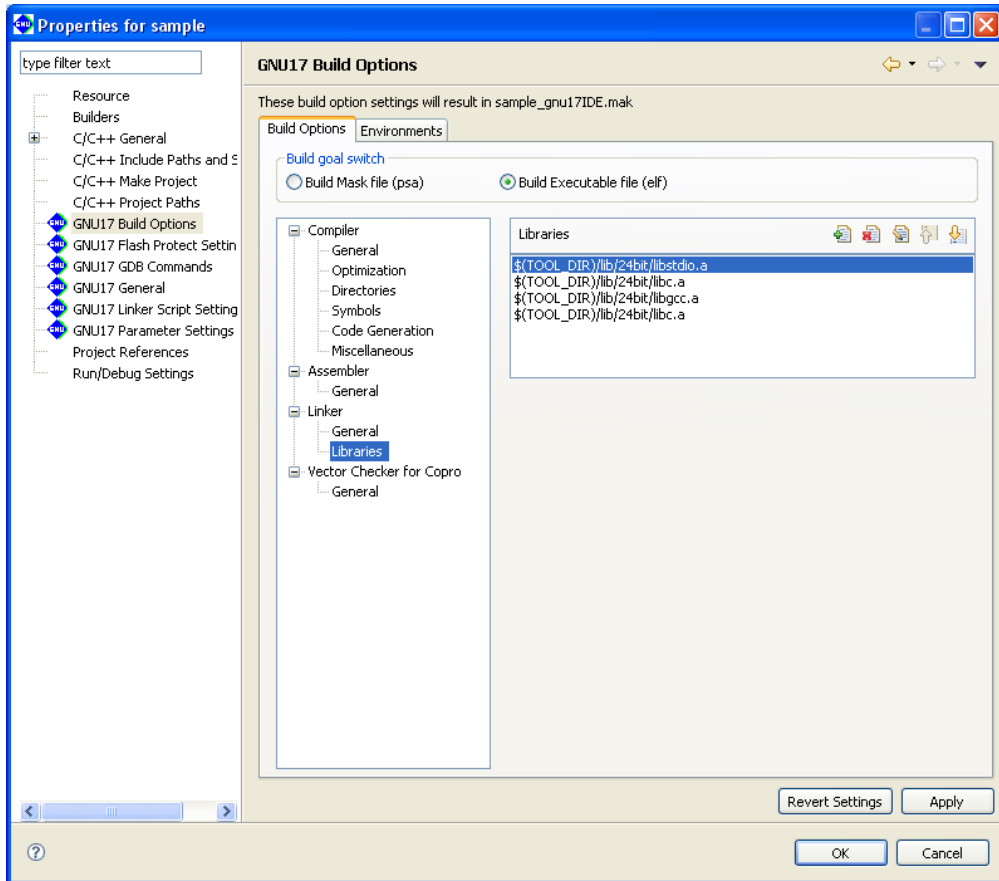 Properties for sample
type filter text
Resource
Builders
C/C++ General
C/C++ Include Paths and S
C/C++ Make Project
C/C++ Project Paths
GNU17 Build Options
GNU17 Flash Protect Settin
GNU17 GDB Commands
GNU17 General
GNU17 Linker Script Setting
GNU17 Parameter Settings
Project References
Run/Debug Settings
GNU17 Build Options
These build option settings will result in sample_gnu17IDE.mak
Build Options Environments
Build goal switch
Build Mask file (psa) Build Executable file (elf)
Compiler
General
Optimization
Directories
Symbols
Code Generation
Miscellaneous
Assembler
General
Linker
General
Libraries
Vector Checker for Copro
General
Libraries
$(TOOL_DIR)/lib/24bit/libstdio.a
$(TOOL_DIR)/lib/24bit/libc.a
$(TOOL_DIR)/lib/24bit/libgcc.a
$(TOOL_DIR)/lib/24bit/libc.a
Revert Settings Apply
OK Cancel